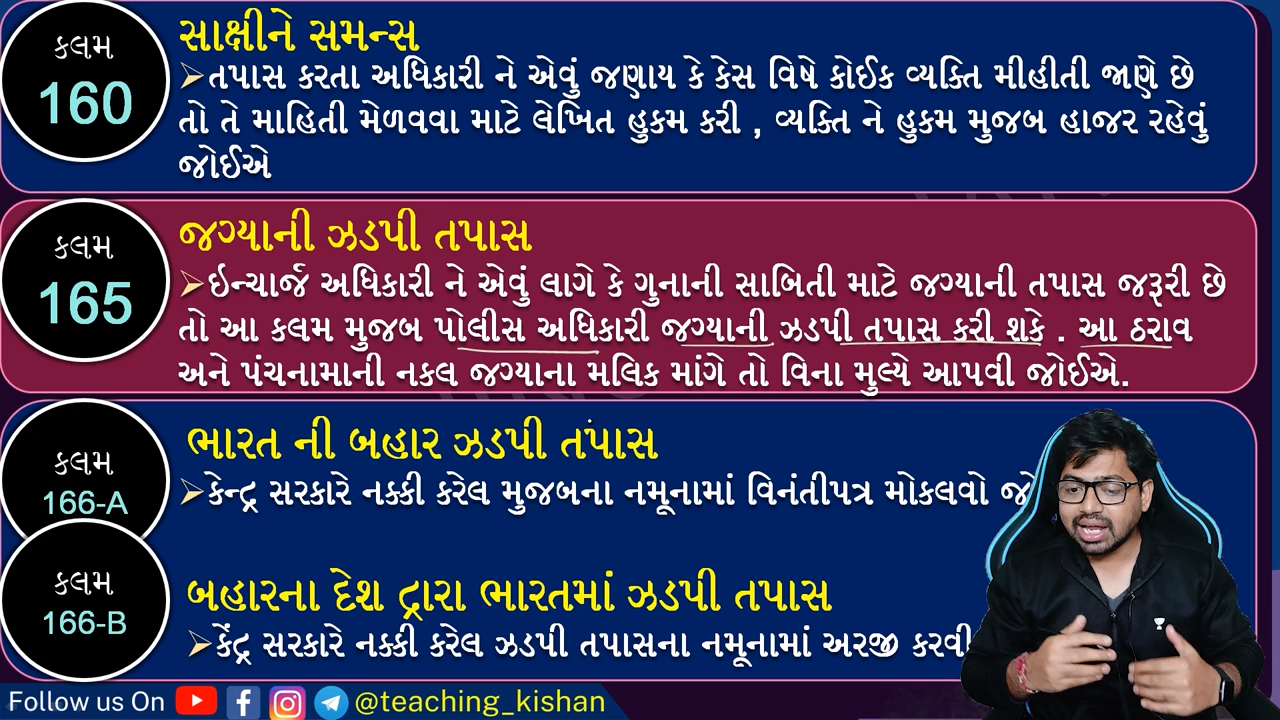 કલમ
160
સાક્ષીને સમન્સ
➢તપાસ કરતા અધિકારી ને એવું જણાય કે કેસ વિષે કોઈક વ્યક્તિ મીહીતી જાણે છે
તો તે માહિતી મેળવવા માટે લેખિત હુકમ કરી , વ્યક્તિ ને હુકમ મુજબ હાજર રહેવું
જોઈએ
કલમ
165
જગ્યાની ઝડપી તપાસ
➢ઇન્ચાર્જ અધિકારી ને એવું લાગે કે ગુનાની સાબિતી માટે જગ્યાની તપાસ જરૂરી છે
તો આ કલમ મુજબ પોલીસ અધિકારી જગ્યાની ઝડપી તપાસ કરી શકે . આ ઠરાવ
અને પંચનામાની નકલ જગ્યાના મલિક માંગે તો વિના મુલ્યે આપવી જોઈએ.
કલમ
166-A
ભારત ની બહાર ઝડપી તપાસ
➢કેન્દ્ર સરકારે નક્કી કરેલ મુજબના નમૂનામાં વિનંતીપત્ર મોકલવો
કલમ
166-B
બહારના દેશ દ્રારા ભારતમાં ઝડપી તપાસ
➢કેંદ્ર સરકારે નક્કી કરેલ ઝડપી તપાસના નમૂનામાં અરજી કરવી
Follow us On @teaching_kishan